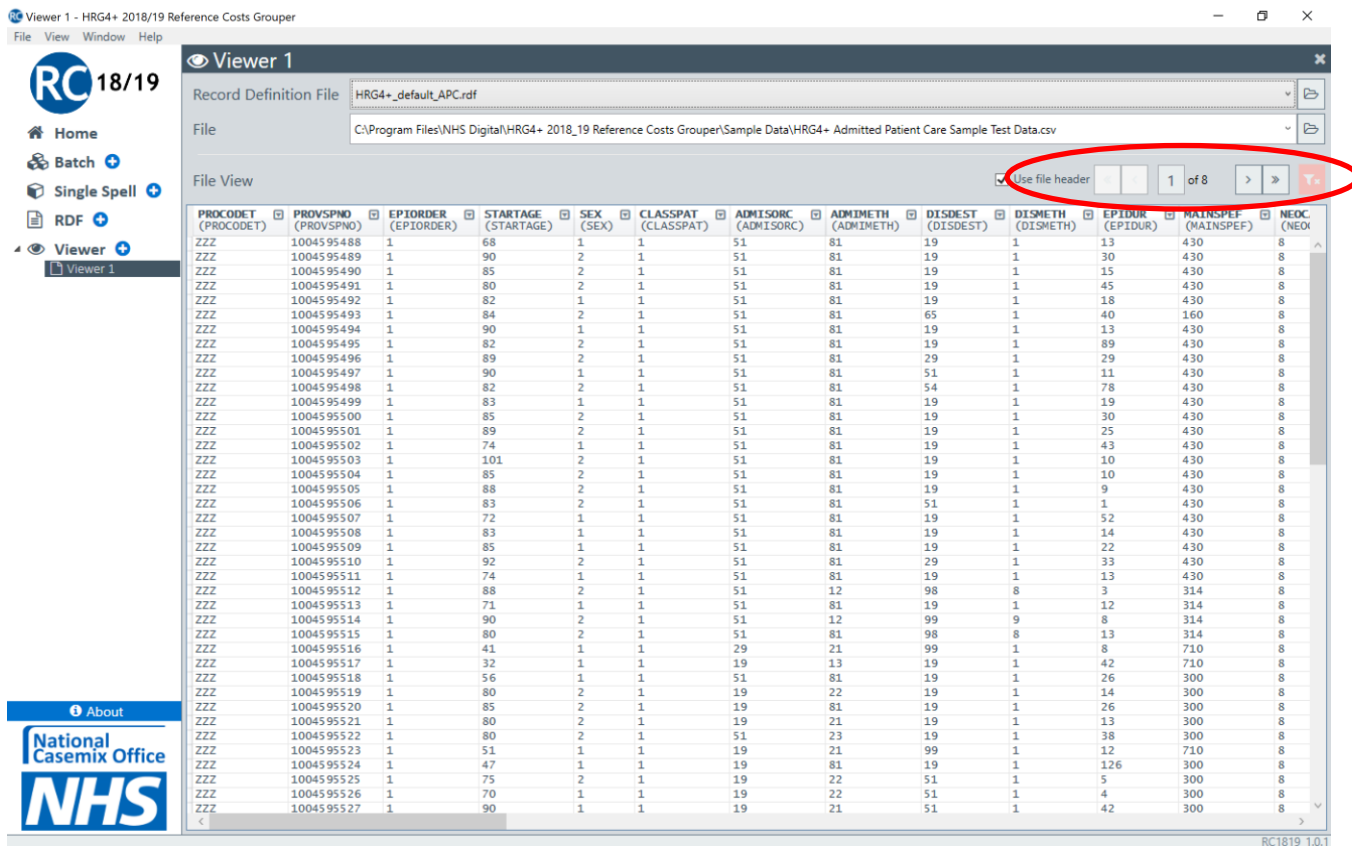 RC Viewer 1 - HRG4+ 2018/19 Reference Costs Grouper
File View Window Help
RC 18/19
Home
Batch
Single Spell
RDF
Viewer
Viewer 1
About
National
Casemix Office
NHS
Viewer 1
Record Definition File HRG4+_default_APC.rdf
File C:\Program Files\NHS Digital\HRG4+ 2018_19 Reference Costs Grouper\Sample Data\HRG4+ Admitted Patient Care Sample Test Data.csv
File View Use file header 1 of 8
PROCODET PROVSPNO EPIORDER STARTAGE SEX CLASSPAT ADMISORC ADMIMETH DISDEST DISMETH EPIDUR MAINSPEF NEOC
(PROCODET) (PROVSPNO) (EPIORDER) (STARTAGE) (SEX) (CLASSPAT) (ADMISORC) (ADMIMETH) (DISDEST) (DISMETH) (EPIDUR) (MAINSPEF) (NEO
ZZZ 1004595488 1 68 1 1 51 81 19 1 13 430 8
ZZZ 1004595489 1 90 2 1 51 81 19 1 30 430 8
ZZZ 1004595490 1 85 2 1 51 81 19 1 15 430 8
ZZZ 1004595491 1 80 2 1 51 81 19 1 45 430 8
ZZZ 1004595492 1 82 1 1 51 81 19 1 18 430 8
ZZZ 1004595493 1 84 2 1 51 81 65 1 40 160 8
ZZZ 1004595494 1 90 1 1 51 81 19 1 13 430 8
ZZZ 1004595495 1 82 2 1 51 81 19 1 89 430 8
ZZZ 1004595496 1 89 2 1 51 81 29 1 29 430 8
ZZZ 1004595497 1 90 1 1 51 81 51 1 11 430 8
ZZZ 1004595498 1 82 2 1 51 81 54 1 78 430 8
ZZZ 1004595499 1 83 1 1 51 81 19 1 19 430 8
ZZZ 1004595500 1 85 2 1 51 81 19 1 30 430 8
ZZZ 1004595501 1 89 2 1 51 81 19 1 25 430 8
ZZZ 1004595502 1 74 1 1 51 81 19 1 43 430 8
ZZZ 1004595503 1 101 2 1 51 81 19 1 10 430 8
ZZZ 1004595504 1 85 2 1 51 81 19 1 10 430 8
ZZZ 1004595505 1 88 2 1 51 81 19 1 9 430 8
ZZZ 1004595506 1 83 2 1 51 81 51 1 1 430 8
ZZZ 1004595507 1 72 1 1 51 81 19 1 52 430 8
ZZZ 1004595508 1 83 1 1 51 81 19 1 14 430 8
ZZZ 1004595509 1 85 1 1 51 81 19 1 22 430 8
ZZZ 1004595510 1 92 2 1 51 81 29 1 33 430 8
ZZZ 1004595511 1 74 1 1 51 81 19 1 13 430 8
ZZZ 1004595512 1 88 2 1 51 12 98 8 3 314 8
ZZZ 1004595513 1 71 1 1 51 81 19 1 12 314 8
ZZZ 1004595514 1 90 2 1 51 12 99 9 8 314 8
ZZZ 1004595515 1 80 2 1 51 81 98 8 13 314 8
ZZZ 1004595516 1 41 1 1 29 21 99 1 8 710 8
ZZZ 1004595517 1 32 1 1 19 13 19 1 42 710 8
ZZZ 1004595518 1 56 1 1 51 81 19 1 26 300 8
ZZZ 1004595519 1 80 2 1 19 22 19 1 14 300 8
ZZZ 1004595520 1 85 2 1 19 81 19 1 26 300 8
ZZZ 1004595521 1 80 2 1 19 21 19 1 13 300 8
ZZZ 1004595522 1 80 2 1 51 23 19 1 38 300 8
ZZZ 1004595523 1 51 1 1 19 21 99 1 12 710 8
ZZZ 1004595524 1 47 1 1 19 81 19 1 126 300 8
ZZZ 1004595525 1 75 2 1 19 22 51 1 5 300 8
ZZZ 1004595526 1 70 1 1 19 22 51 1 4 300 8
ZZZ 1004595527 1 90 1 1 19 21 51 1 42 300 8
RC1819 1.0.1